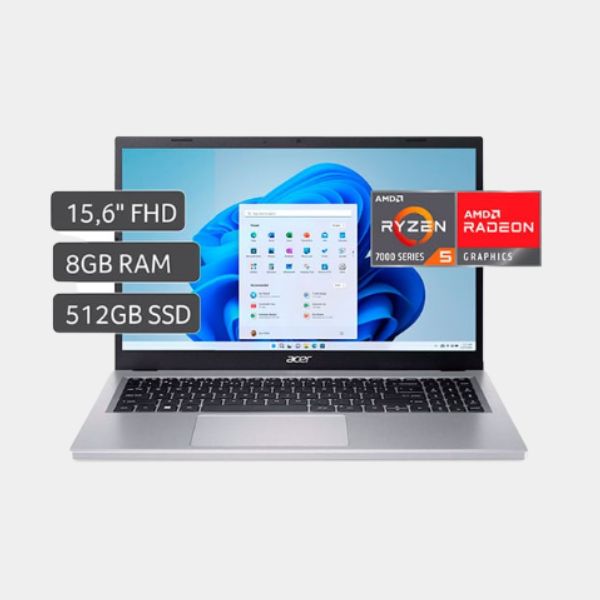 15,6" FHD
8GB RAM
512GB SSD
AMD
RYZEN
7000 SERIES 5
AMD
RADEON
GRAPHICS
acer